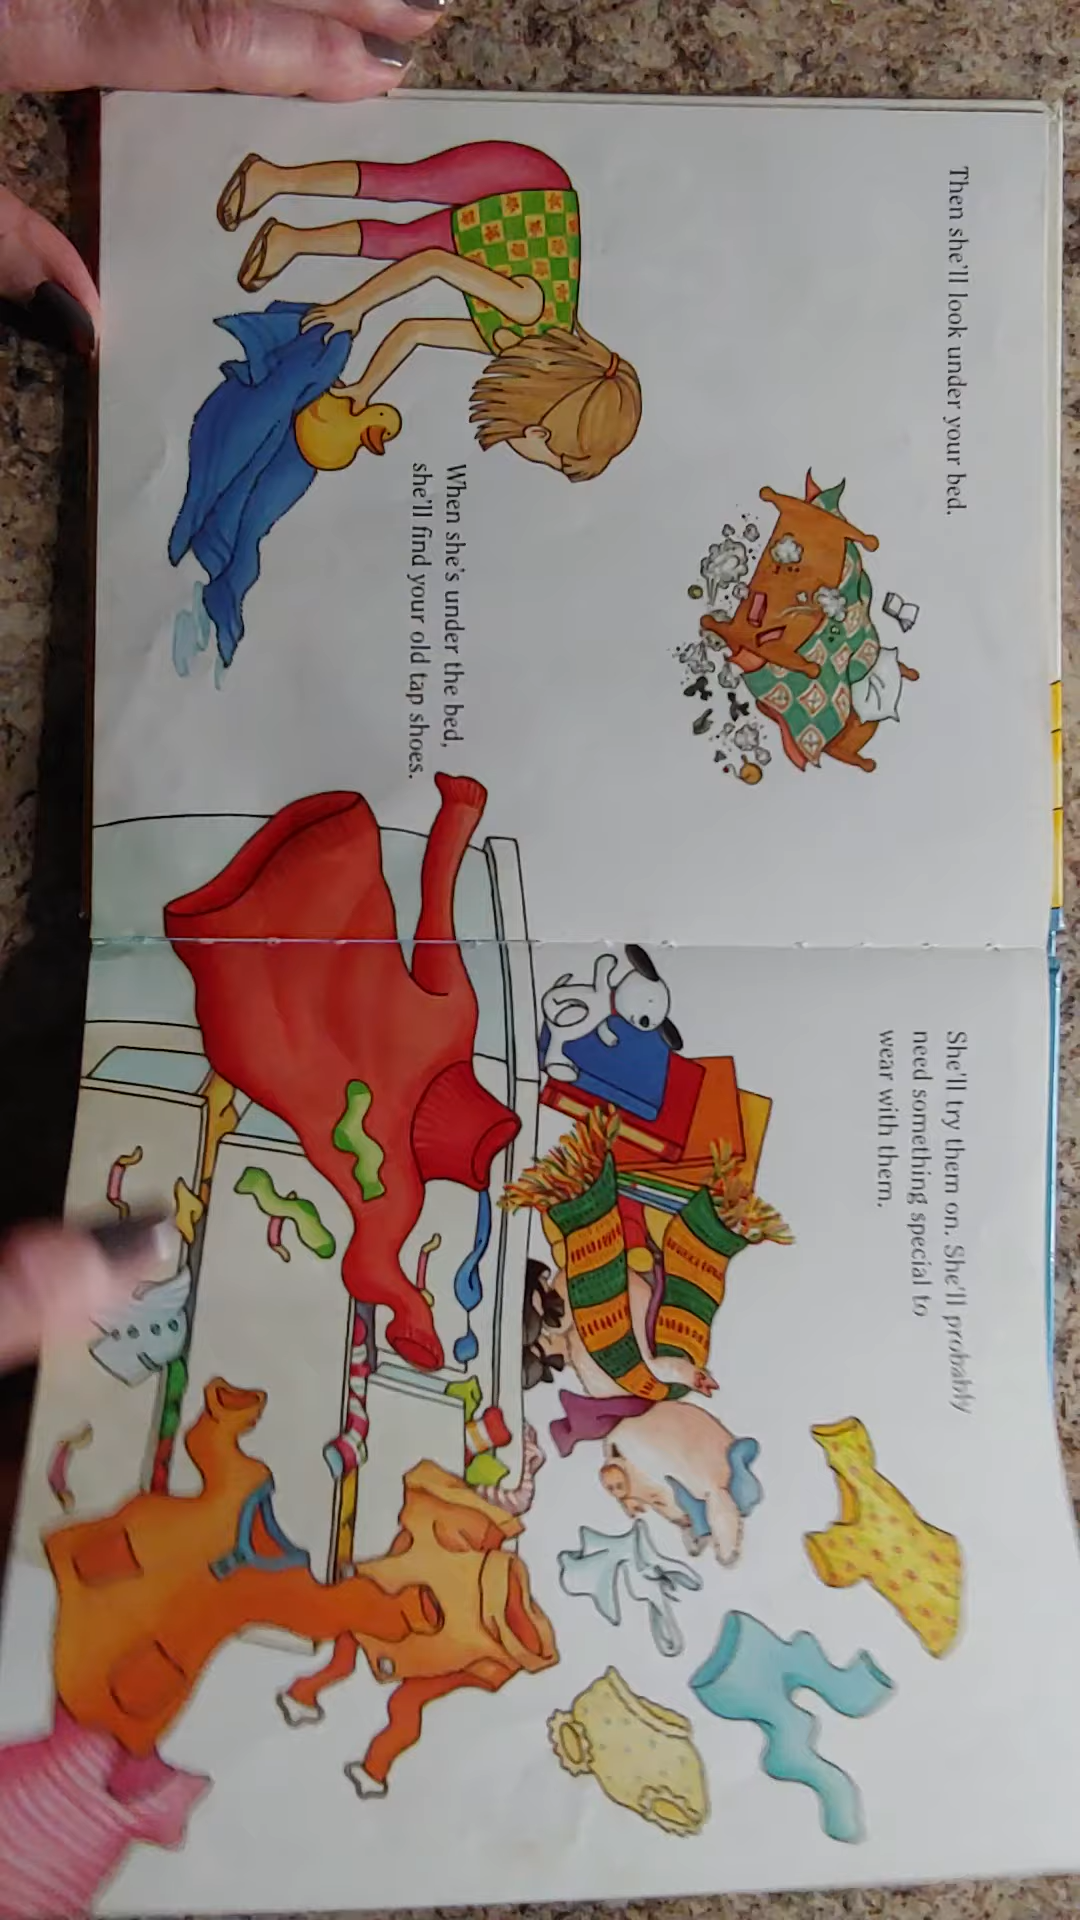 Then she'll look under your bed.
When she's under the bed,
she'll find your old tap shoes.
She'll try them on. She'll probably
need something special to
wear with them.